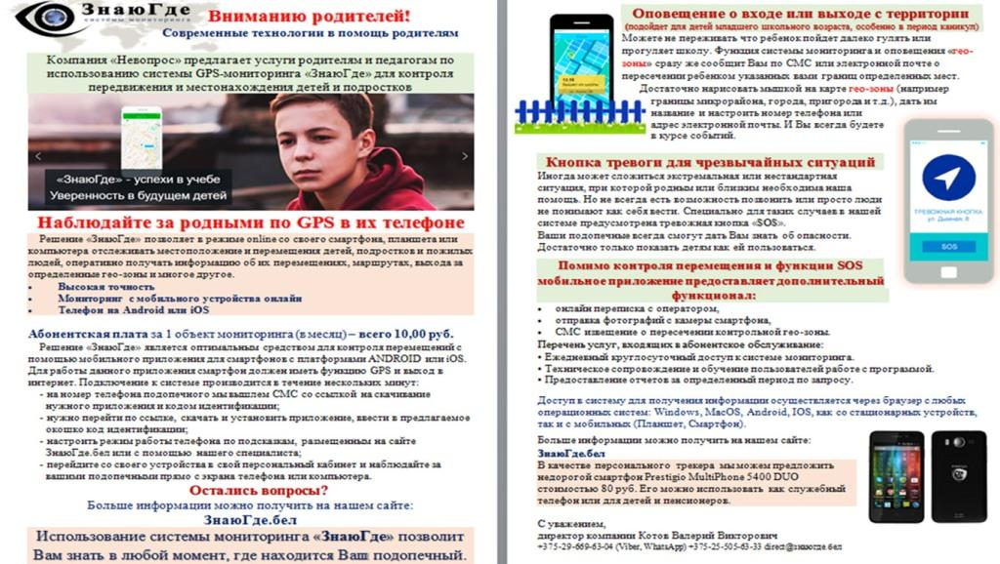 ЗнаюГде
системы мониторинга
Вниманию родителей!
Современные технологии в помощь родителям
Компания «Невопрос» предлагает услуги родителям и педагогам по
использованию системы GPS-мониторинга «ЗнаюГде» для контроля
передвижения и местонахождения детей и подростков
«ЗнаюГде» - успехи в учебе
Уверенность в будущем детей
Наблюдайте за родными по GPS в их телефоне
Решение «ЗнаюГде» позволяет в режиме online со своего смартфона, планшета или
компьютера отслеживать местоположение и перемещения детей, подростков и пожилых
людей, оперативно получать информацию об их перемещениях, маршрутах, выхода за
определенные гео-зоны и многое другое.
• Высокая точность
• Мониторинг с мобильного устройства онлайн
• Телефон на Android или iOS
Абонентская плата за 1 объект мониторинга (в месяц) – всего 10,00 руб.
Решение «ЗнаюГде» является оптимальным средством для контроля перемещений с
помощью мобильного приложения для смартфонов с платформами ANDROID или iOS.
Для работы данного приложения смартфон должен иметь функцию GPS и выход в
интернет. Подключение к системе производится в течение нескольких минут:
- на номер телефона подопечного мы вышлем СМС со ссылкой на скачивание
нужного приложения и кодом идентификации;
- нужно перейти по ссылке, скачать и установить приложение, ввести в предлагаемое
окошко код идентификации;
- настроить режим работы телефона по подсказкам, размещенным на сайте
ЗнаюГде.бел или с помощью нашего специалиста;
- перейдите со своего устройства в свой персональный кабинет и наблюдайте за
вашими подопечными прямо с экрана телефона или компьютера.
Остались вопросы?
Больше информации можно получить на нашем сайте:
ЗнаюГде.бел
Использование системы мониторинга «ЗнаюГде» позволит
Вам знать в любой момент, где находится Ваш подопечный.
Оповещение о входе или выходе с территории
(подойдет для детей младшего школьного возраста, особенно в период каникул)
Можете не переживать что ребенок пойдет далеко гулять или
прогуляет школу. Функция системы мониторинга и оповещения «гео-
зоны» сразу же сообщит Вам по СМС или электронной почте о
пересечении ребенком указанных вами границ определенных мест.
Достаточно нарисовать мышкой на карте гео-зоны (например
границы микрорайона, города, пригорода и т.д.), дать им
название и настроить номер телефона или
адрес электронной почты. И Вы всегда будете
в курсе событий.
Кнопка тревоги для чрезвычайных ситуаций
Иногда может сложиться экстремальная или нестандартная
ситуация, при которой родным или близким необходима наша
помощь. Но не всегда есть возможность позвонить или просто люди
не понимают как себя вести. Специально для таких случаев в нашей
системе предусмотрена тревожная кнопка «SOS».
Ваши подопечные всегда смогут дать Вам знать об опасности.
Достаточно только показать детям как ей пользоваться.
ТРЕВОЖНАЯ КНОПКА
SOS
Помимо контроля перемещения и функции SOS
мобильное приложение предоставляет дополнительный
функционал:
• онлайн переписка с оператором,
• отправка фотографий с камеры смартфона,
• СМС извещение о пересечении контрольной гео-зоны.
Перечень услуг, входящих в абонентское обслуживание:
• Ежедневный круглосуточный доступ к системе мониторинга.
• Техническое сопровождение и обучение пользователей работе с программой.
• Предоставление отчетов за определенный период по запросу.
Доступ в систему для получения информации осуществляется через браузер с любых
операционных систем: Windows, MacOS, Android, IOS, как со стационарных устройств,
так и с мобильных (Планшет, Смартфон).
Больше информации можно получить на нашем сайте:
ЗнаюГде.бел
В качестве персонального трекера мы можем предложить
недорогой смартфон Prestigio MultiPhone 5400 DUO
стоимостью 80 руб. Его можно использовать как служебный
телефон или для детей и пенсионеров.
С уважением,
директор компании Котов Валерий Викторович
+375-29-669-63-04 (Viber, WhatsApp) +375-25-505-63-33 direct@знаюгде.бел